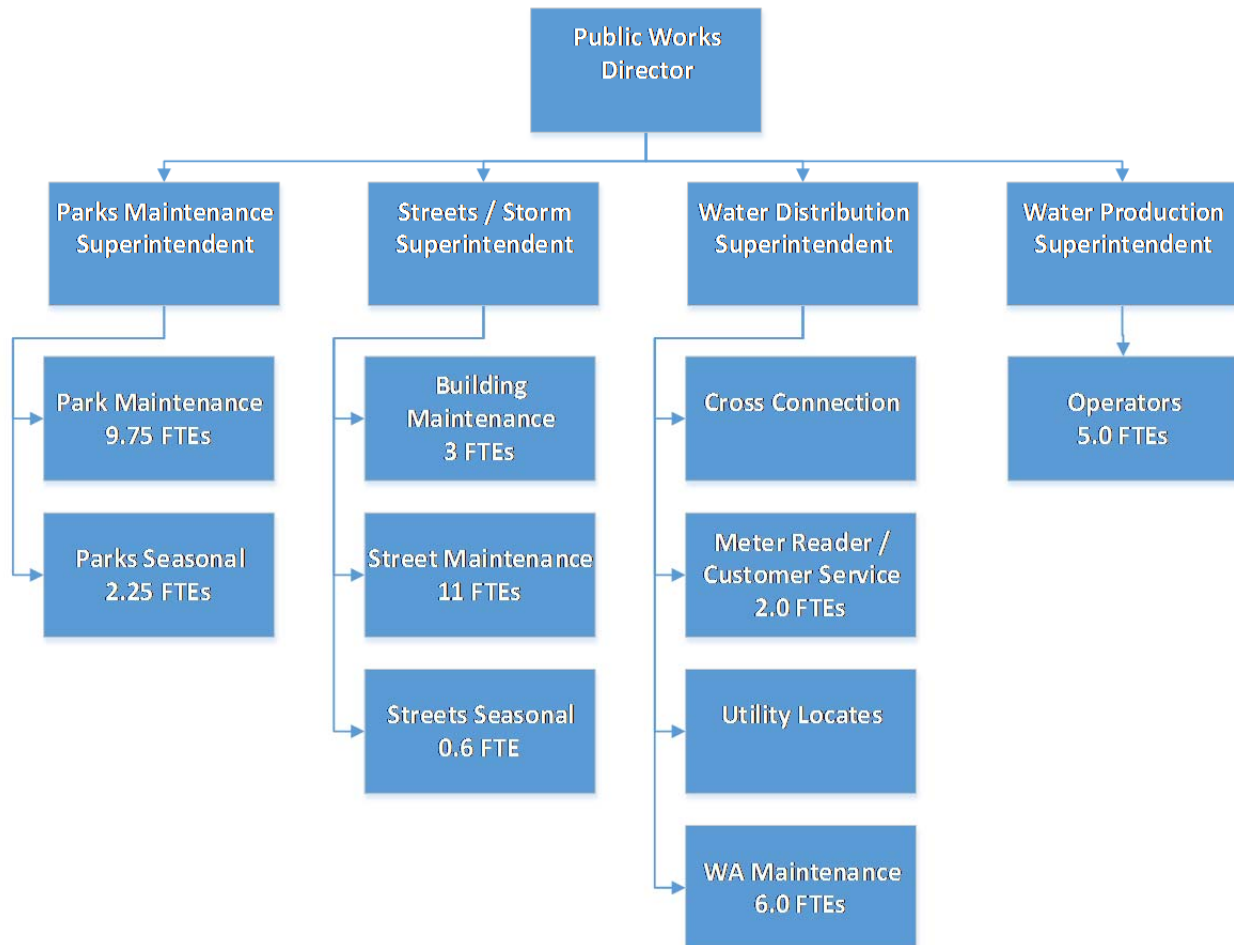 Public Works
Director
Parks Maintenance
Superintendent
Streets / Storm
Superintendent
Water Distribution
Superintendent
Water Production
Superintendent
Park Maintenance
9.75 FTEs
Building
Maintenance
3 FTEs
Cross Connection
Operators
5.0 FTEs
Parks Seasonal
2.25 FTEs
Street Maintenance
11 FTEs
Meter Reader /
Customer Service
2.0 FTEs
Streets Seasonal
0.6 FTE
Utility Locates
WA Maintenance
6.0 FTEs